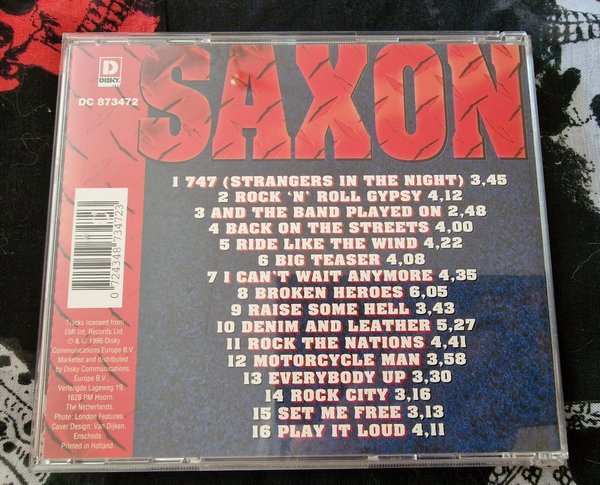 DISKY
DC 873472
SAXON
1 747 (STRANGERS IN THE NIGHT) 3,45
2 ROCK 'N' ROLL GYPSY 4,12
3 AND THE BAND PLAYED ON 2,48
4 BACK ON THE STREETS 4,00
5 RIDE LIKE THE WIND 4,22
6 BIG TEASER 4,08
7 I CAN'T WAIT ANYMORE 4,35
8 BROKEN HEROES 6,05
9 RAISE SOME HELL 3,43
10 DENIM AND LEATHER 5,27
11 ROCK THE NATIONS 4,41
12 MOTORCYCLE MAN 3,58
13 EVERYBODY UP 3,30
14 ROCK CITY 3,16
15 SET ME FREE 3,13
16 PLAY IT LOUD 4,11
0 724348 734723
Tracks licensed from
EMI Int. Records Ltd.
℗ & © 1996 Disky
Communications Europe B.V.
Marketed and distributed
by Disky Communications
Europe B.V.,
Verlengde Lageweg 19,
1628 PM Hoorn,
The Netherlands.
Photo: London Features.
Cover Design: Van Dijken,
Enschede.
Printed in Holland.